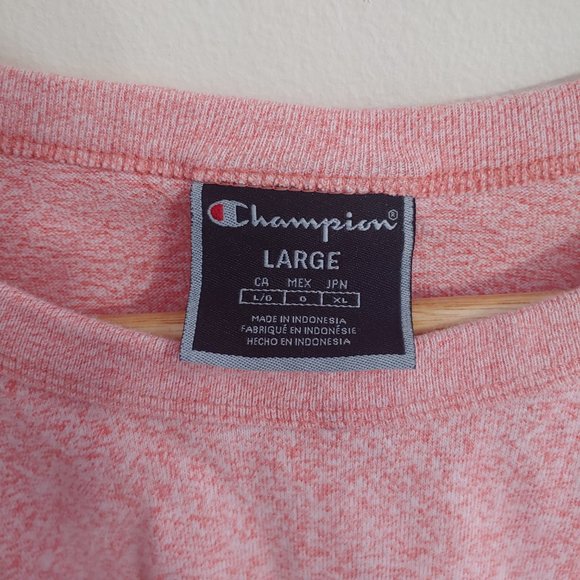 Champion®
LARGE
CA MEX JPN
L/G G XL
MADE IN INDONESIA
FABRIQUÉ EN INDONÉSIE
HECHO EN INDONESIA